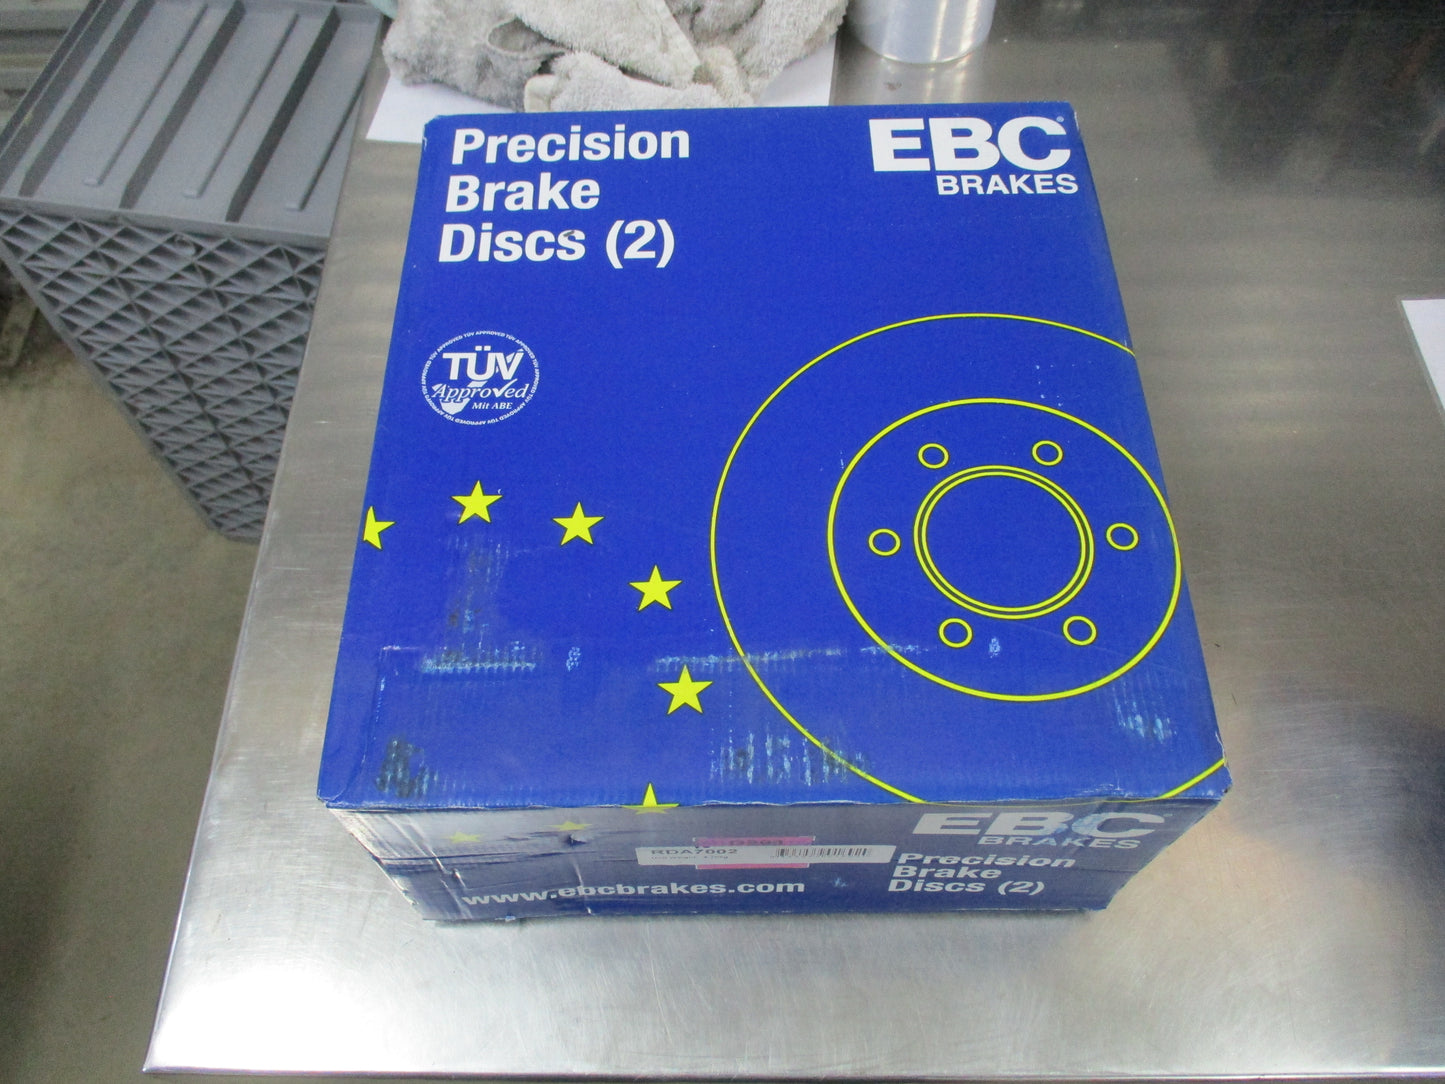 Precision
Brake
Discs (2)
EBC
BRAKES
TÜV
Approved
Mit ABE
RDA7002
www.ebcbrakes.com
EBC
BRAKES
Precision
Brake
Discs (2)